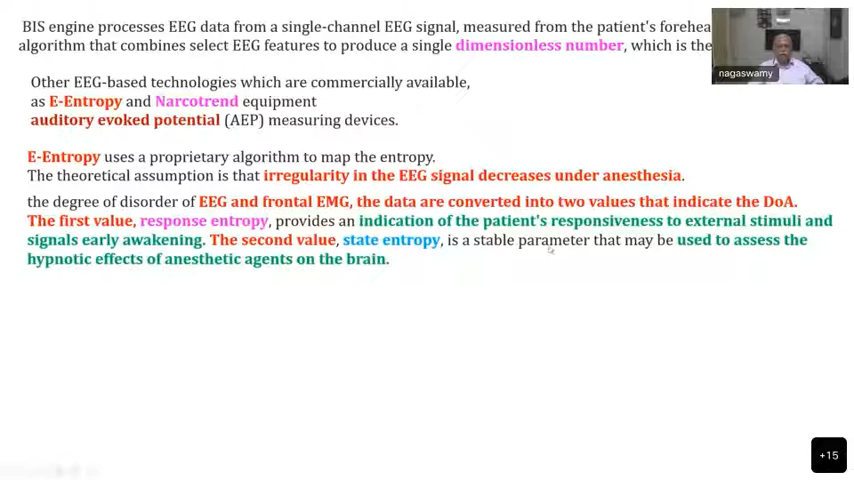 BIS engine processes EEG data from a single-channel EEG signal, measured from the patient's forehea
algorithm that combines select EEG features to produce a single dimensionless number, which is the
nagaswamy
Other EEG-based technologies which are commercially available,
as E-Entropy and Narcotrend equipment
auditory evoked potential (AEP) measuring devices.
E-Entropy uses a proprietary algorithm to map the entropy.
The theoretical assumption is that irregularity in the EEG signal decreases under anesthesia.
the degree of disorder of EEG and frontal EMG, the data are converted into two values that indicate the DoA.
The first value, response entropy, provides an indication of the patient's responsiveness to external stimuli and
signals early awakening. The second value, state entropy, is a stable parameter that may be used to assess the
hypnotic effects of anesthetic agents on the brain.
+15